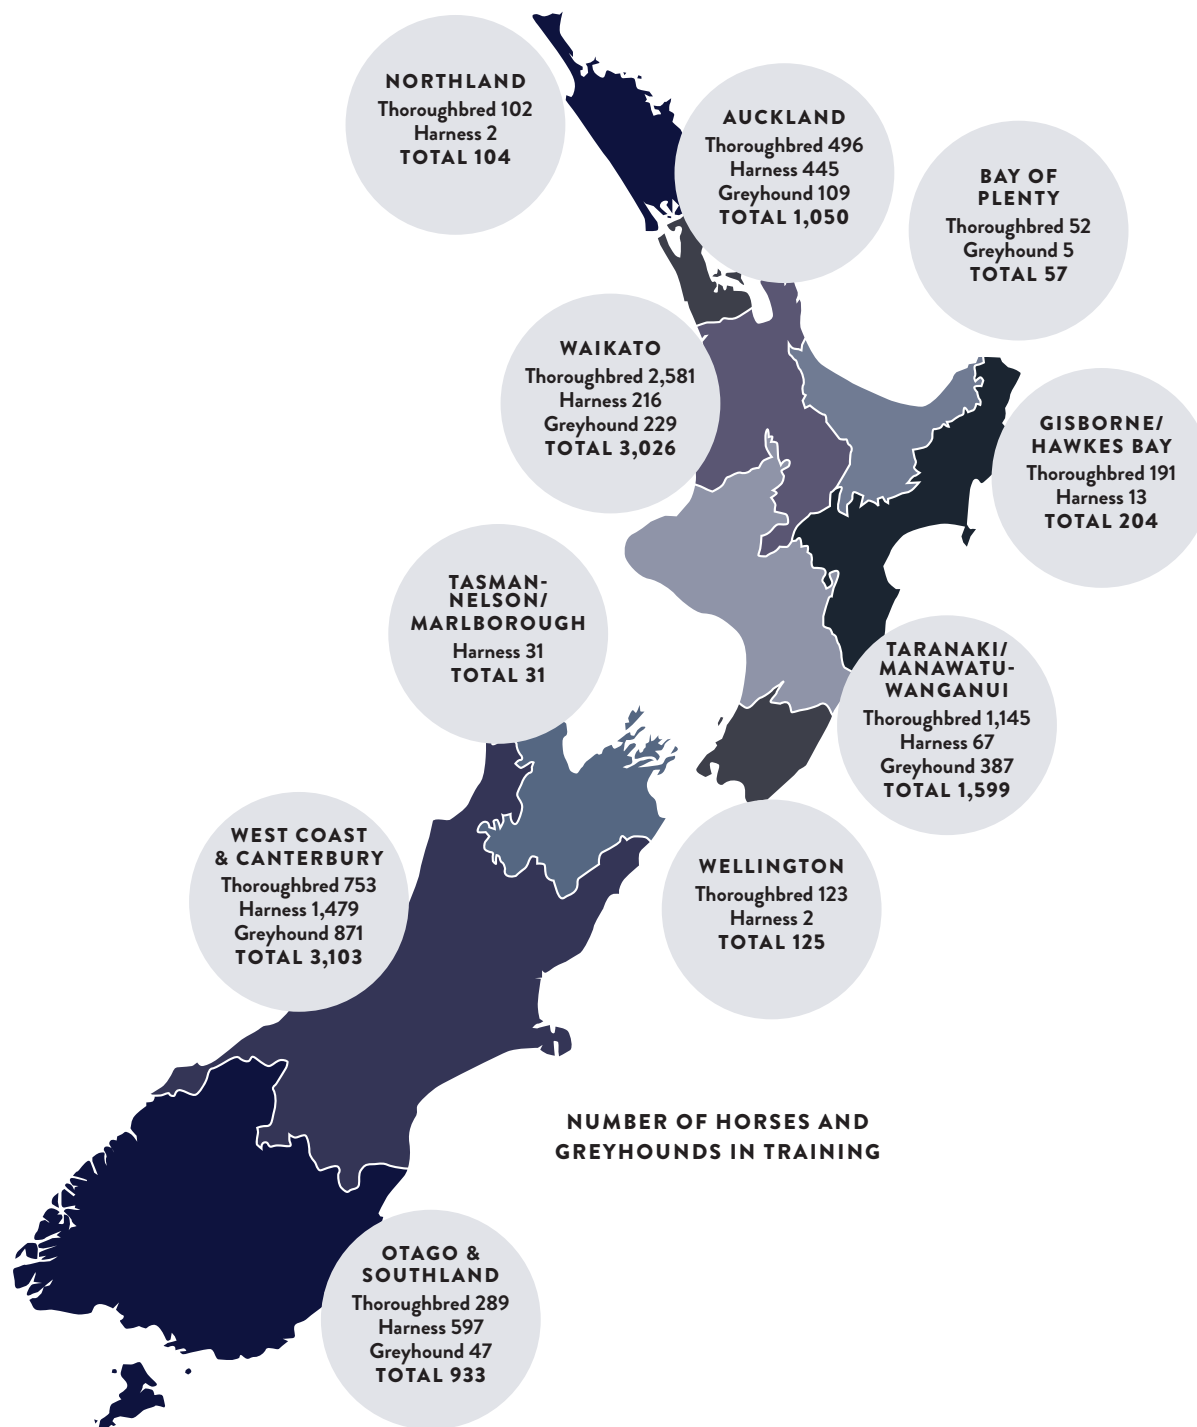 NORTHLAND
Thoroughbred 102
Harness 2
TOTAL 104
AUCKLAND
Thoroughbred 496
Harness 445
Greyhound 109
TOTAL 1,050
BAY OF
PLENTY
Thoroughbred 52
Greyhound 5
TOTAL 57
WAIKATO
Thoroughbred 2,581
Harness 216
Greyhound 229
TOTAL 3,026
GISBORNE/
HAWKES BAY
Thoroughbred 191
Harness 13
TOTAL 204
TASMAN-
NELSON/
MARLBOROUGH
Harness 31
TOTAL 31
TARANAKI/
MANAWATU-
WANGANUI
Thoroughbred 1,145
Harness 67
Greyhound 387
TOTAL 1,599
WEST COAST
& CANTERBURY
Thoroughbred 753
Harness 1,479
Greyhound 871
TOTAL 3,103
WELLINGTON
Thoroughbred 123
Harness 2
TOTAL 125
NUMBER OF HORSES AND
GREYHOUNDS IN TRAINING
OTAGO &
SOUTHLAND
Thoroughbred 289
Harness 597
Greyhound 47
TOTAL 933